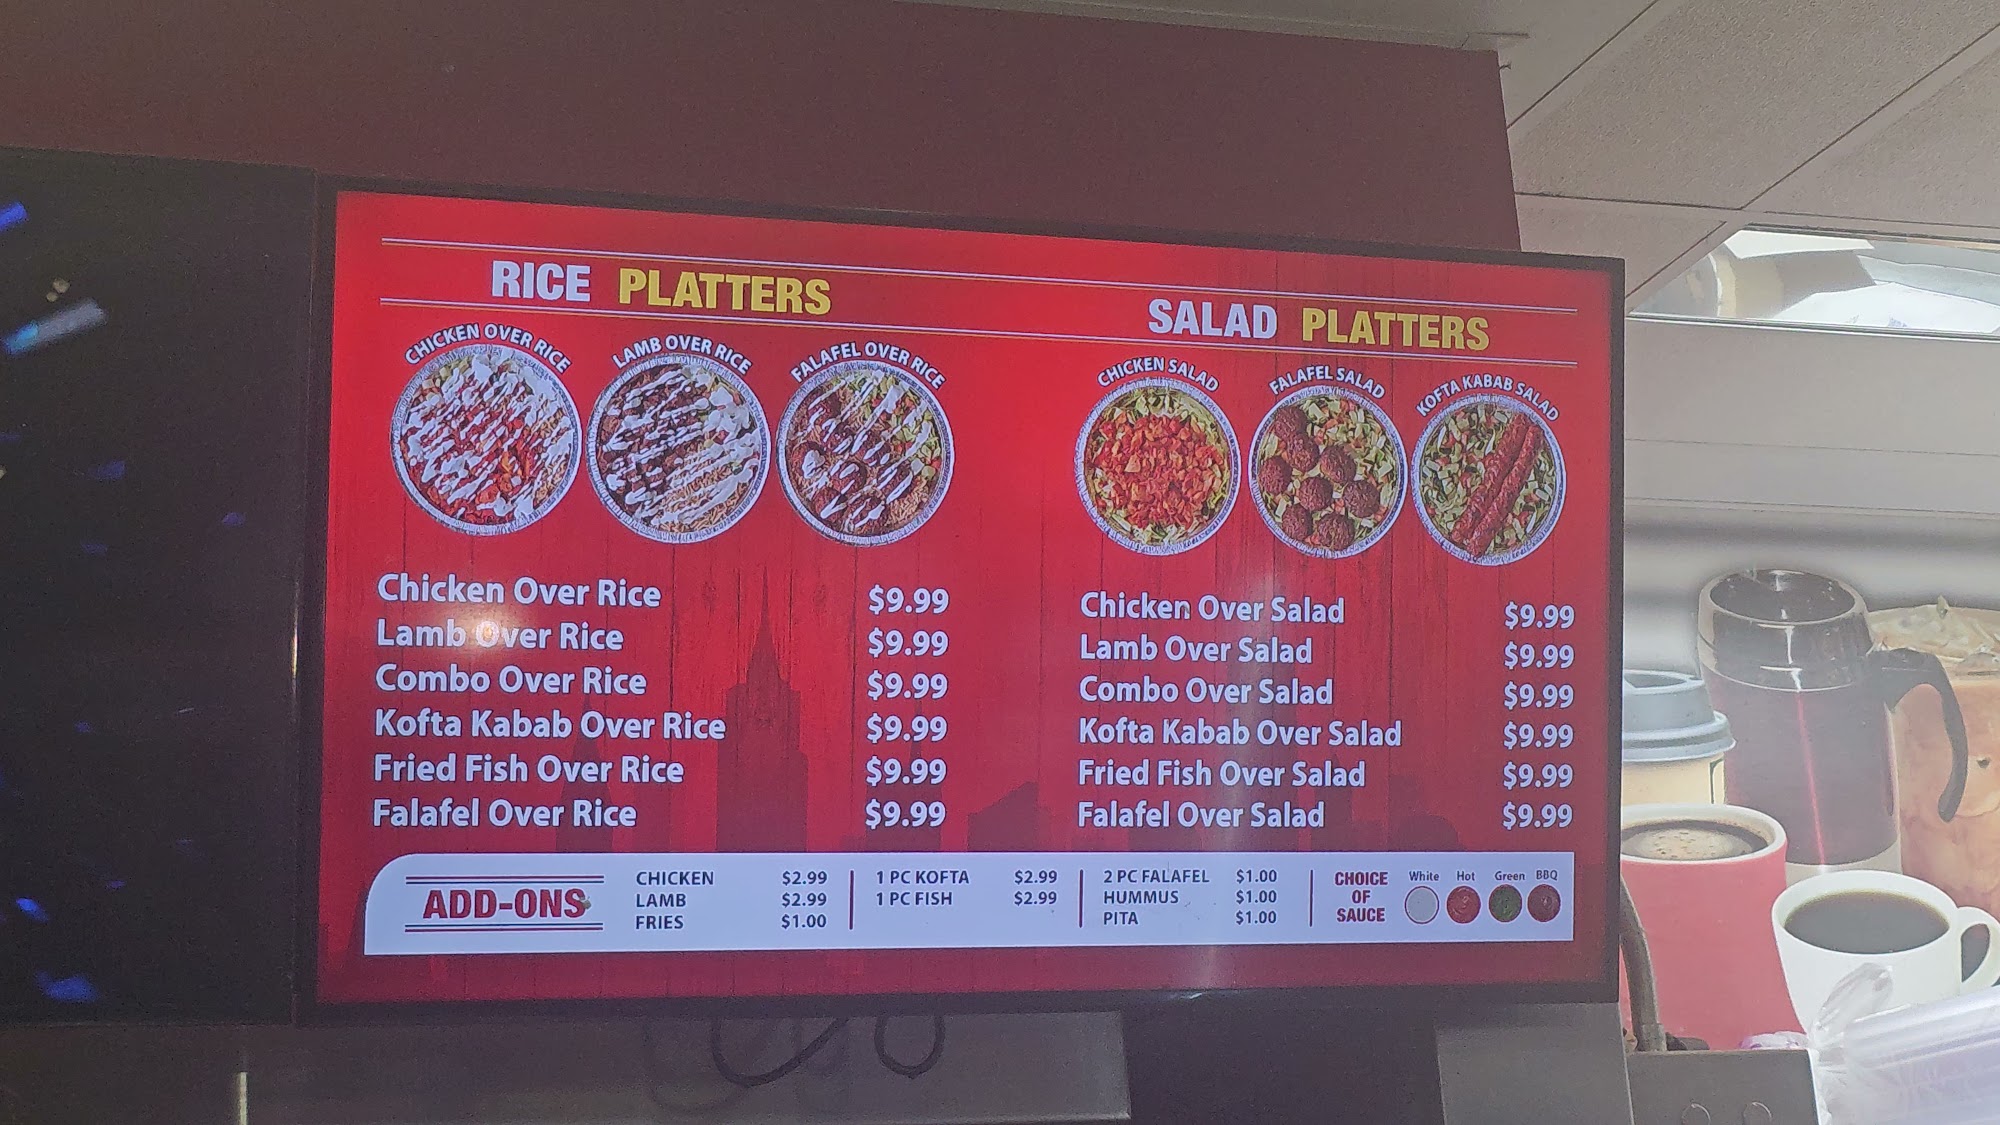 RICE PLATTERS
CHICKEN OVER RICE
LAMB OVER RICE
FALAFEL OVER RICE
Chicken Over Rice $9.99
Lamb Over Rice $9.99
Combo Over Rice $9.99
Kofta Kabab Over Rice $9.99
Fried Fish Over Rice $9.99
Falafel Over Rice $9.99
SALAD PLATTERS
CHICKEN SALAD
FALAFEL SALAD
KOFTA KABAB SALAD
Chicken Over Salad $9.99
Lamb Over Salad $9.99
Combo Over Salad $9.99
Kofta Kabab Over Salad $9.99
Fried Fish Over Salad $9.99
Falafel Over Salad $9.99
ADD-ONS
CHICKEN $2.99
LAMB $2.99
FRIES $1.00
1 PC KOFTA $2.99
1 PC FISH $2.99
2 PC FALAFEL $1.00
HUMMUS $1.00
PITA $1.00
CHOICE
OF
SAUCE
White Hot Green BBQ